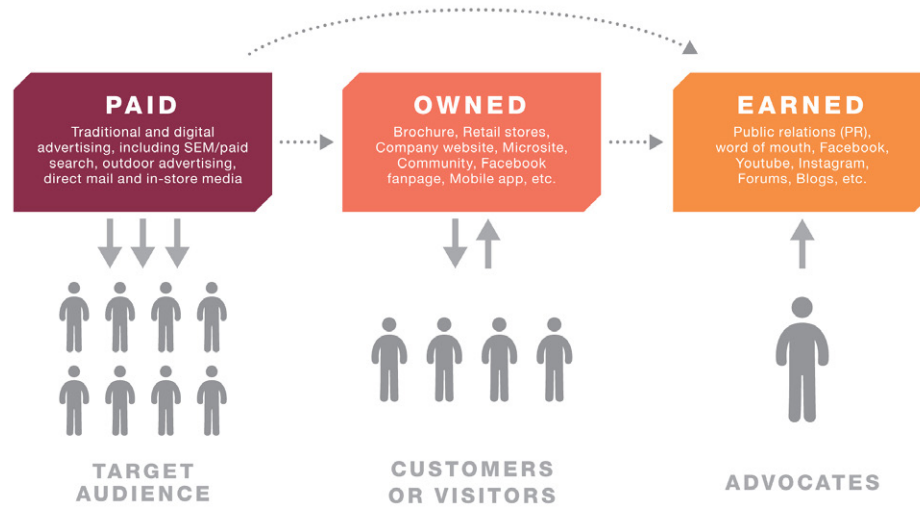 PAID
Traditional and digital
advertising, including SEM/paid
search, outdoor advertising,
direct mail and in-store media
OWNED
Brochure, Retail stores,
Company website, Microsite,
Community, Facebook
fanpage, Mobile app, etc.
EARNED
Public relations (PR),
word of mouth, Facebook,
Youtube, Instagram,
Forums, Blogs, etc.
TARGET
AUDIENCE
CUSTOMERS
OR VISITORS
ADVOCATES